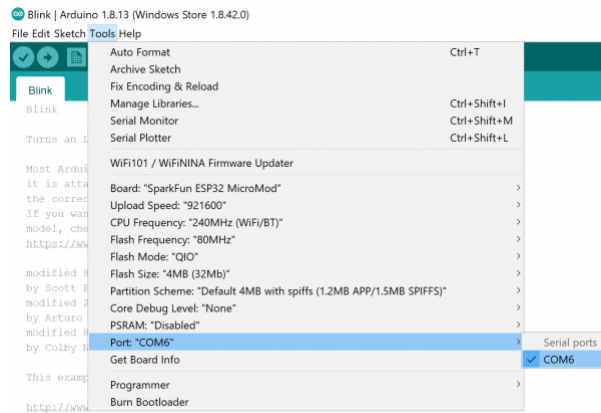 Blink | Arduino 1.8.13 (Windows Store 1.8.42.0)
File Edit Sketch Tools Help
Auto Format Ctrl+T
Archive Sketch
Fix Encoding & Reload
Manage Libraries... Ctrl+Shift+I
Serial Monitor Ctrl+Shift+M
Serial Plotter Ctrl+Shift+L
WiFi101 / WiFiNINA Firmware Updater
Board: "SparkFun ESP32 MicroMod"
Upload Speed: "921600"
CPU Frequency: "240MHz (WiFi/BT)"
Flash Frequency: "80MHz"
Flash Mode: "QIO"
Flash Size: "4MB (32Mb)"
Partition Scheme: "Default 4MB with spiffs (1.2MB APP/1.5MB SPIFFS)"
Core Debug Level: "None"
PSRAM: "Disabled"
Port: "COM6"
Get Board Info
Programmer
Burn Bootloader
Serial ports
COM6
Blink
Blink
Turns an
Most Ardui
it is atta
the correc
If you wan
model, che
https://ww
modified 8
by Scott
modified 2
by Arturo
modified 8
by Colby N
This examp
http://www